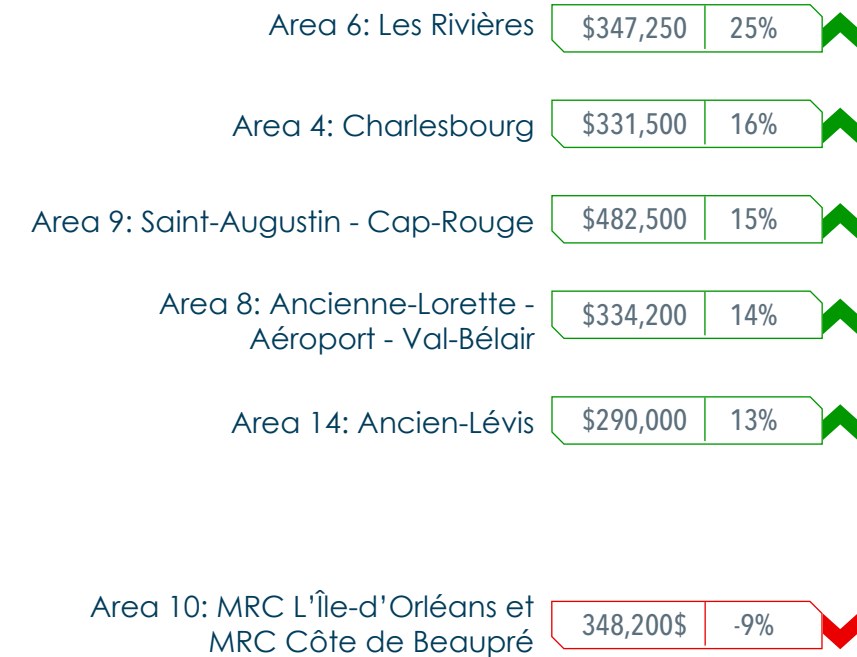 Area 6: Les Rivières $347,250 25%
Area 4: Charlesbourg $331,500 16%
Area 9: Saint-Augustin - Cap-Rouge $482,500 15%
Area 8: Ancienne-Lorette -
Aéroport - Val-Bélair $334,200 14%
Area 14: Ancien-Lévis $290,000 13%
Area 10: MRC L’Île-d’Orléans et
MRC Côte de Beaupré 348,200$ -9%